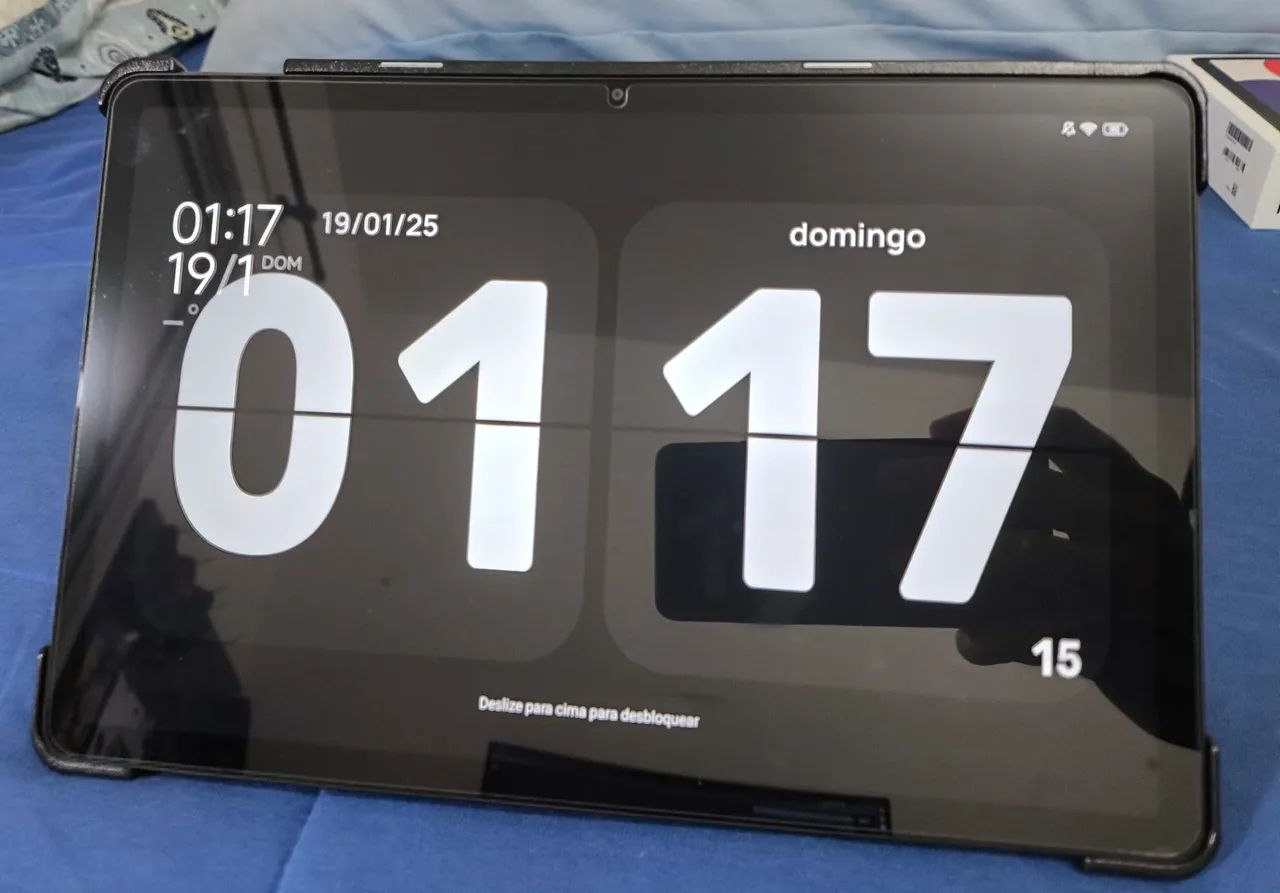 01:17
19/01/25
domingo
19/1 DOM
01 17
15
Deslize para cima para desbloquear